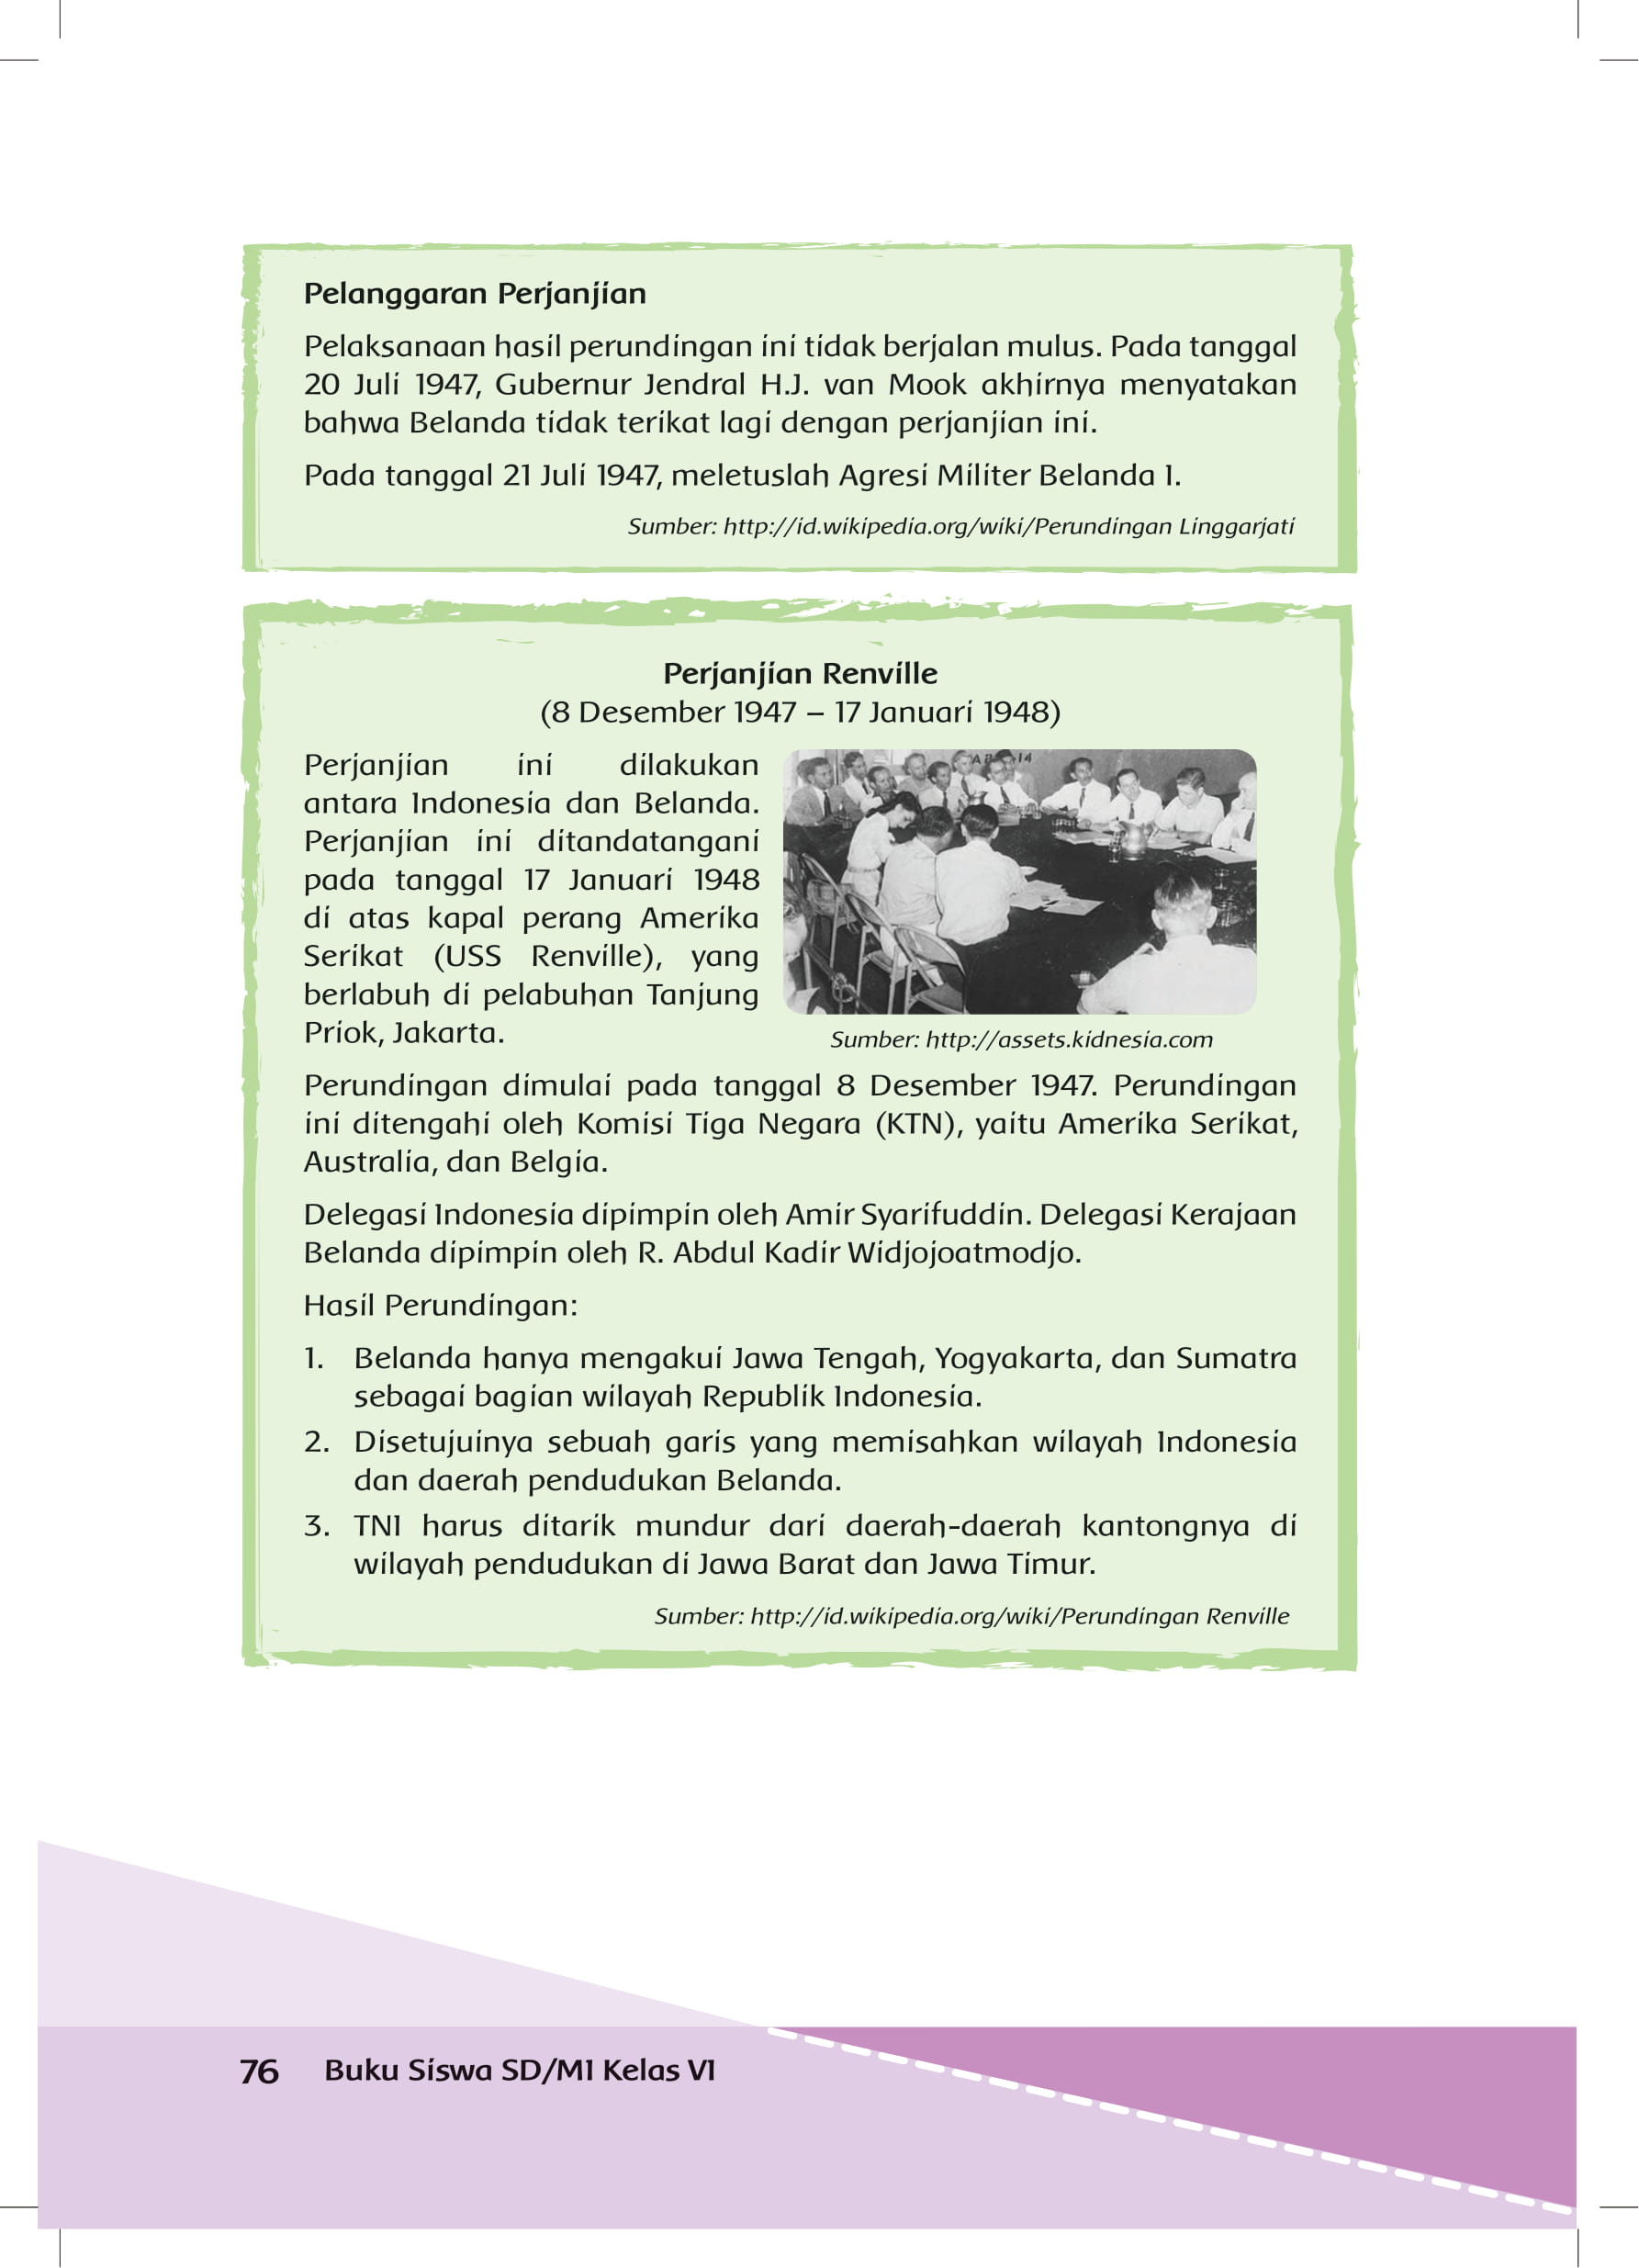 Pelanggaran Perjanjian
Pelaksanaan hasil perundingan ini tidak berjalan mulus. Pada tanggal
20 Juli 1947, Gubernur Jendral H.J. van Mook akhirnya menyatakan
bahwa Belanda tidak terikat lagi dengan perjanjian ini.
Pada tanggal 21 Juli 1947, meletuslah Agresi Militer Belanda I.
Sumber: http://id.wikipedia.org/wiki/Perundingan Linggarjati
Perjanjian Renville
(8 Desember 1947 – 17 Januari 1948)
Perjanjian ini dilakukan
antara Indonesia dan Belanda.
Perjanjian ini ditandatangani
pada tanggal 17 Januari 1948
di atas kapal perang Amerika
Serikat (USS Renville), yang
berlabuh di pelabuhan Tanjung
Priok, Jakarta.
Sumber: http://assets.kidnesia.com
Perundingan dimulai pada tanggal 8 Desember 1947. Perundingan
ini ditengahi oleh Komisi Tiga Negara (KTN), yaitu Amerika Serikat,
Australia, dan Belgia.
Delegasi Indonesia dipimpin oleh Amir Syarifuddin. Delegasi Kerajaan
Belanda dipimpin oleh R. Abdul Kadir Widjojoatmodjo.
Hasil Perundingan:
1. Belanda hanya mengakui Jawa Tengah, Yogyakarta, dan Sumatra
sebagai bagian wilayah Republik Indonesia.
2. Disetujuinya sebuah garis yang memisahkan wilayah Indonesia
dan daerah pendudukan Belanda.
3. TNI harus ditarik mundur dari daerah-daerah kantongnya di
wilayah pendudukan di Jawa Barat dan Jawa Timur.
Sumber: http://id.wikipedia.org/wiki/Perundingan Renville
76 Buku Siswa SD/MI Kelas VI